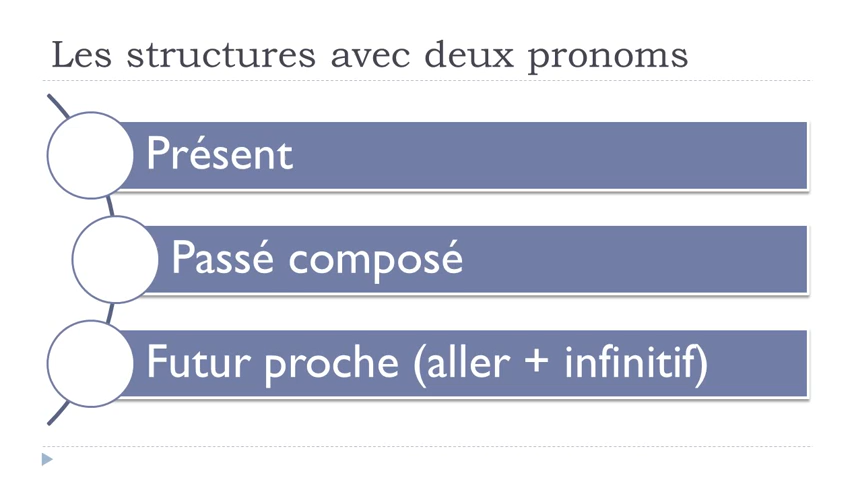 Les structures avec deux pronoms
Présent
Passé composé
Futur proche (aller + infinitif)